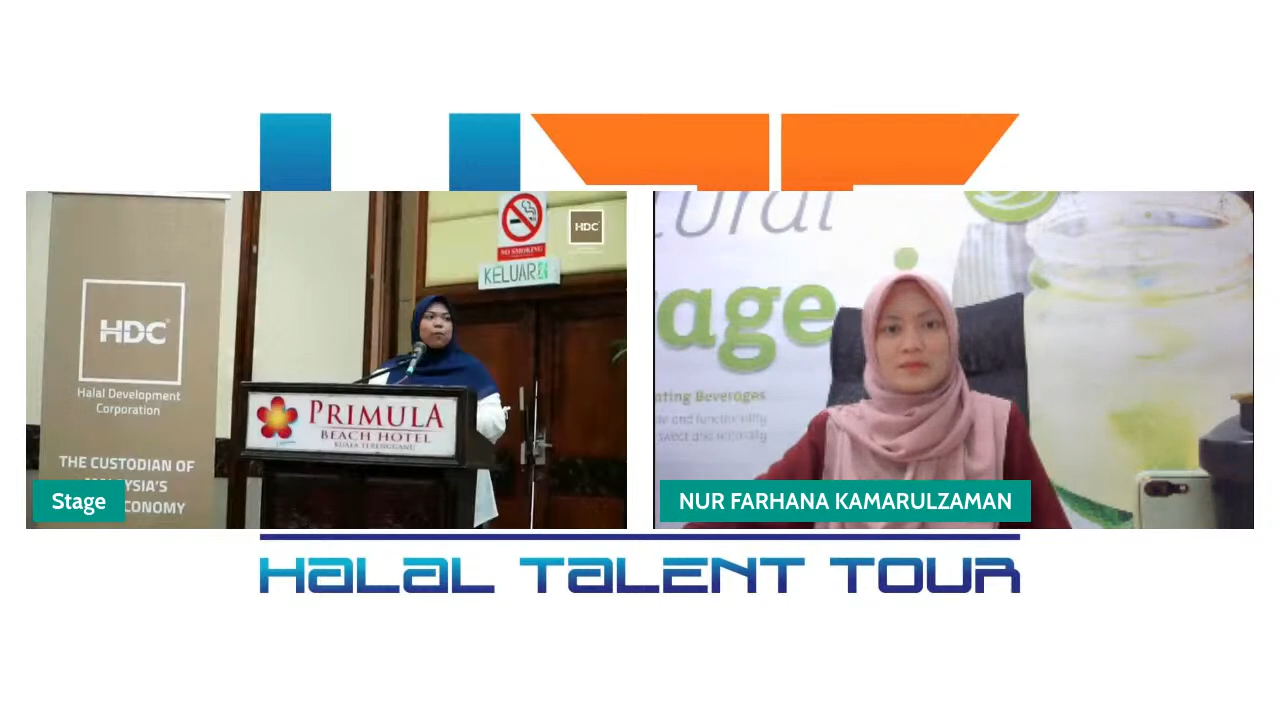 HDC
Halal Development
Corporation
THE CUSTODIAN OF
ECONOMY
Stage
NO SMOKING
KELUAR
HDC
PRIMULA
BEACH HOTEL
KUALA TERENGGANU
age
NUR FARHANA KAMARULZAMAN
HALAL TALENT TOUR